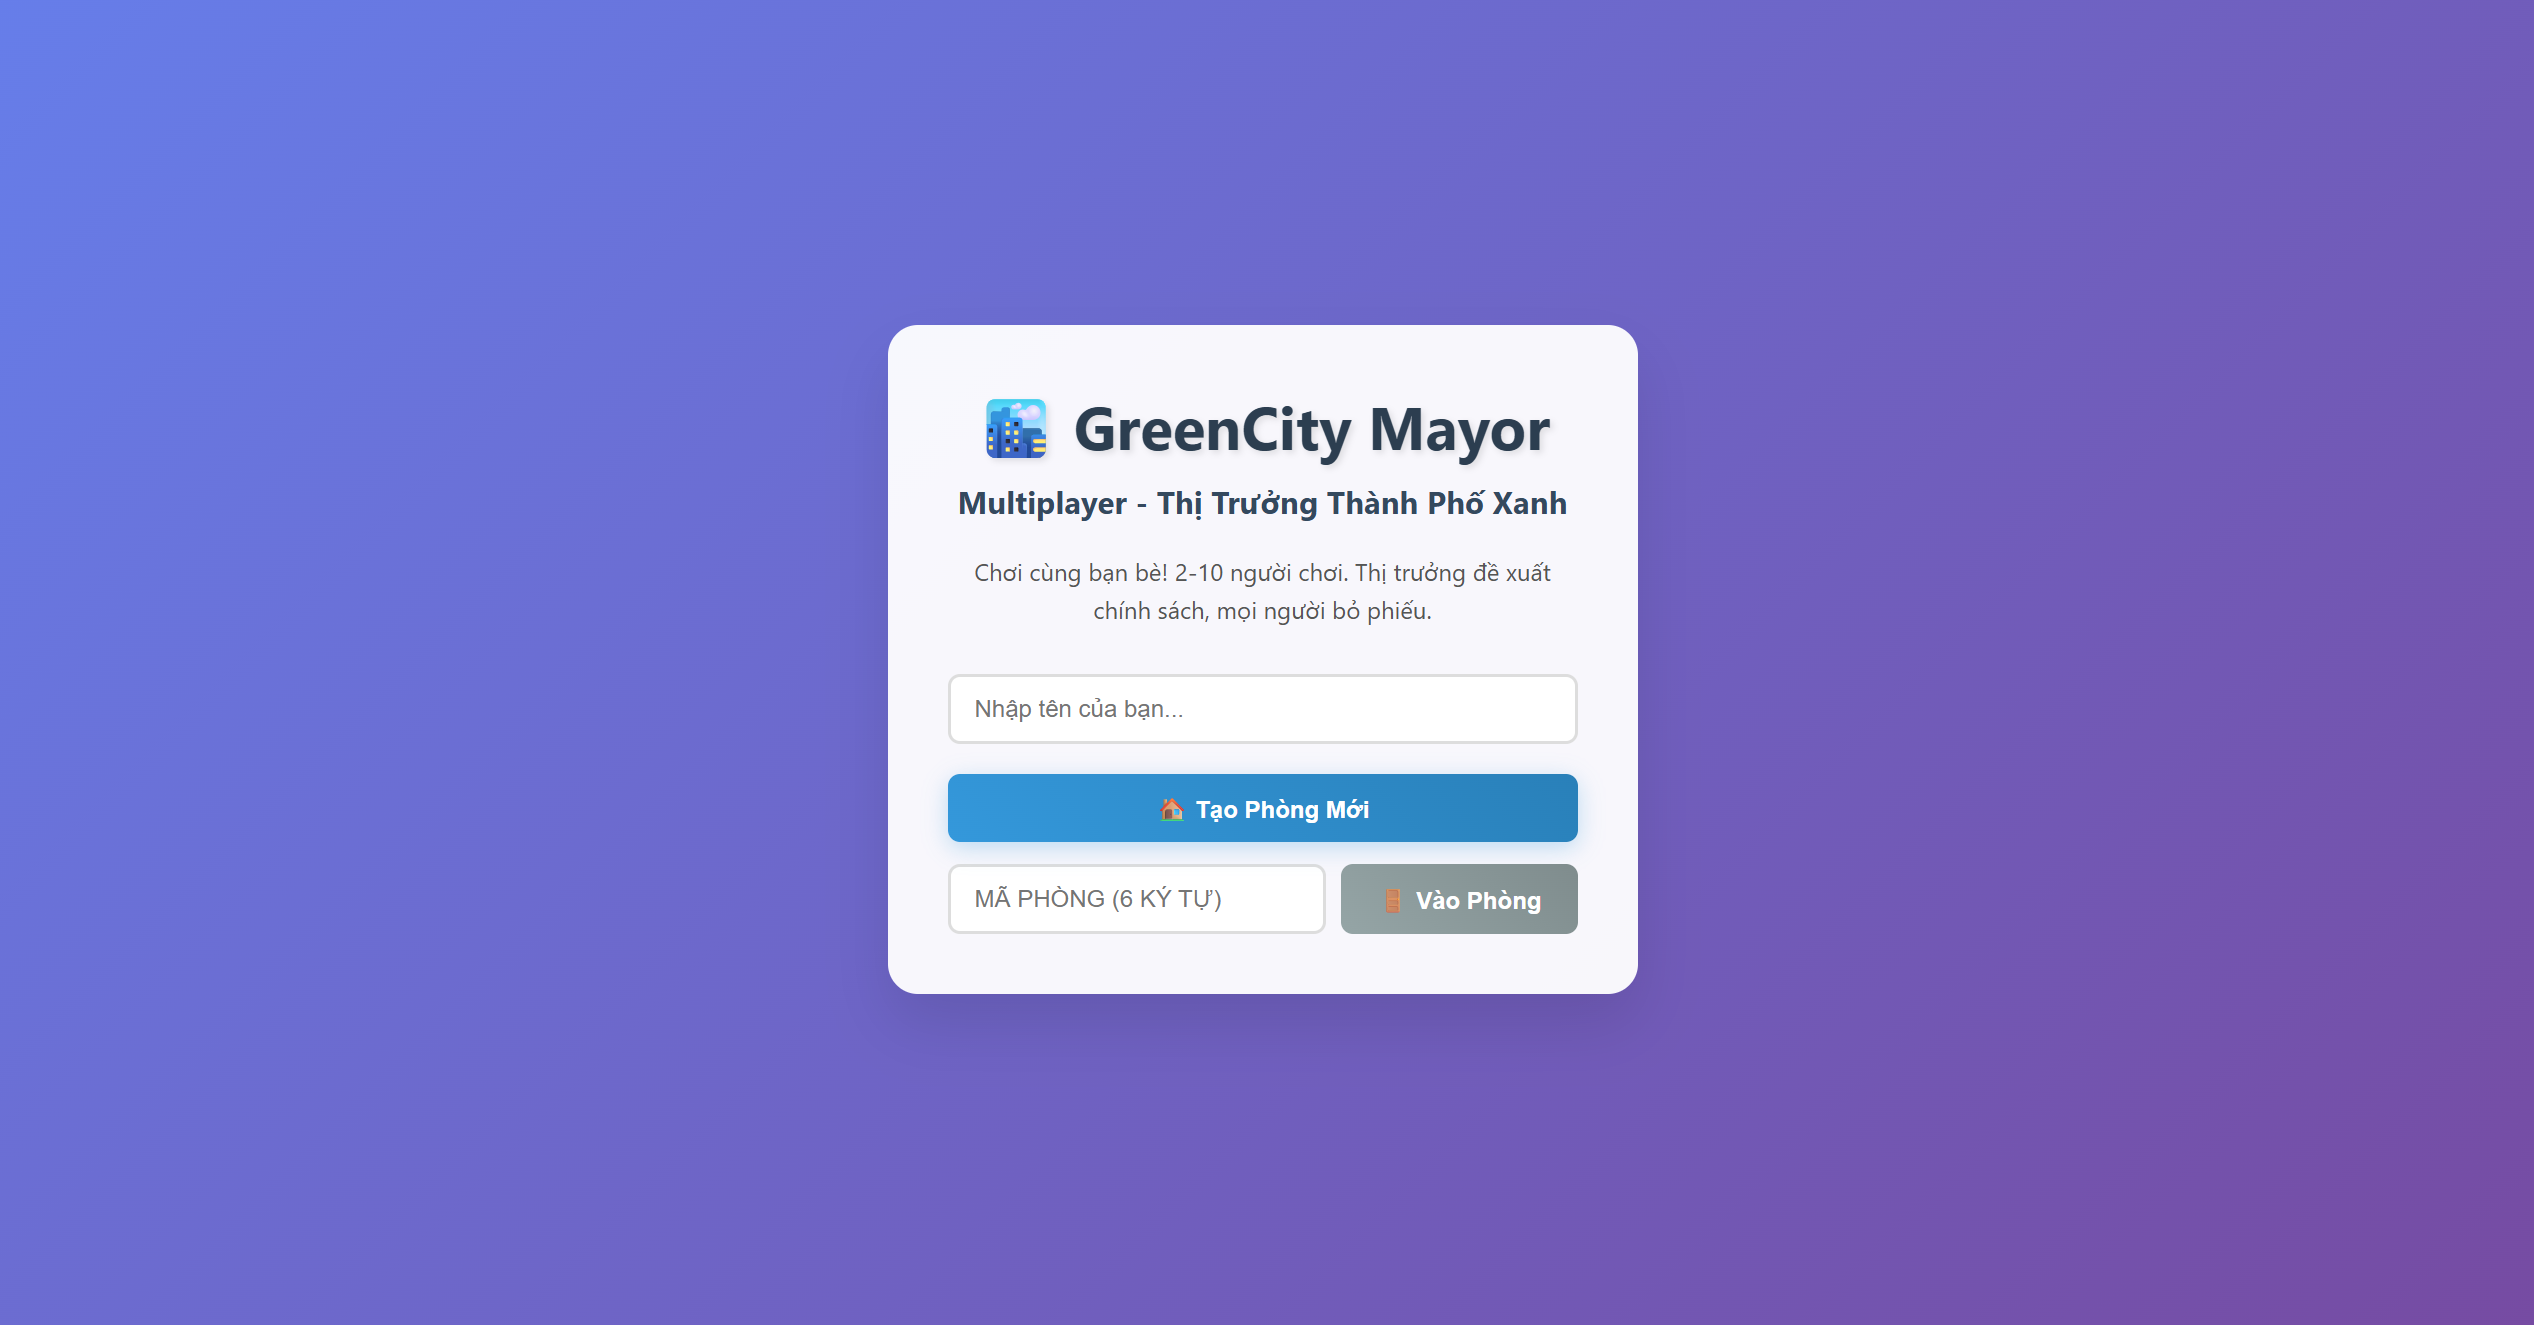 GreenCity Mayor
Multiplayer - Thị Trưởng Thành Phố Xanh
Chơi cùng bạn bè! 2-10 người chơi. Thị trưởng đề xuất
chính sách, mọi người bỏ phiếu.
Nhập tên của bạn...
Tạo Phòng Mới
MÃ PHÒNG (6 KÝ TỰ)
Vào Phòng